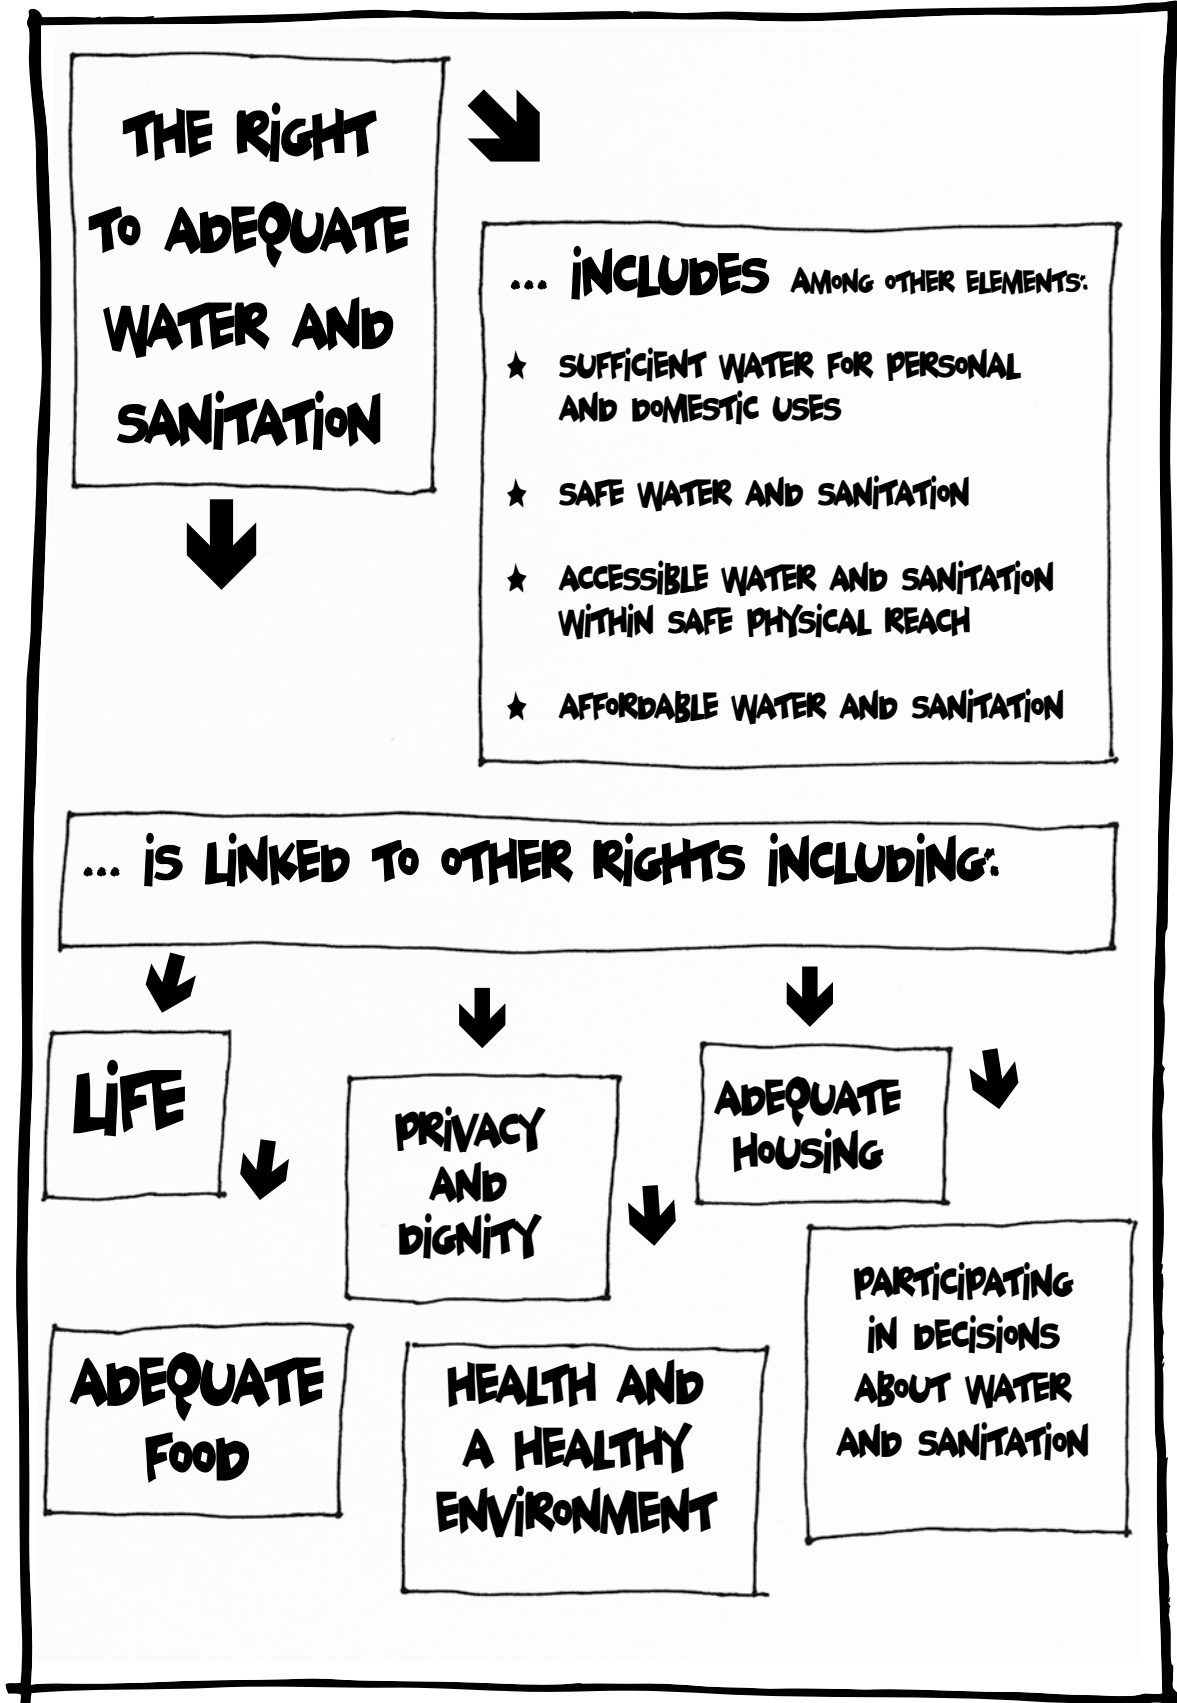 THE RIGHT
TO ADEQUATE
WATER AND
SANITATION
... INCLUDES AMONG OTHER ELEMENTS:
★ SUFFICIENT WATER FOR PERSONAL
AND DOMESTIC USES
★ SAFE WATER AND SANITATION
★ ACCESSIBLE WATER AND SANITATION
WITHIN SAFE PHYSICAL REACH
★ AFFORDABLE WATER AND SANITATION
... IS LINKED TO OTHER RIGHTS INCLUDING:
LIFE
PRIVACY
AND
DIGNITY
ADEQUATE
HOUSING
ADEQUATE
FOOD
HEALTH AND
A HEALTHY
ENVIRONMENT
PARTICIPATING
IN DECISIONS
ABOUT WATER
AND SANITATION